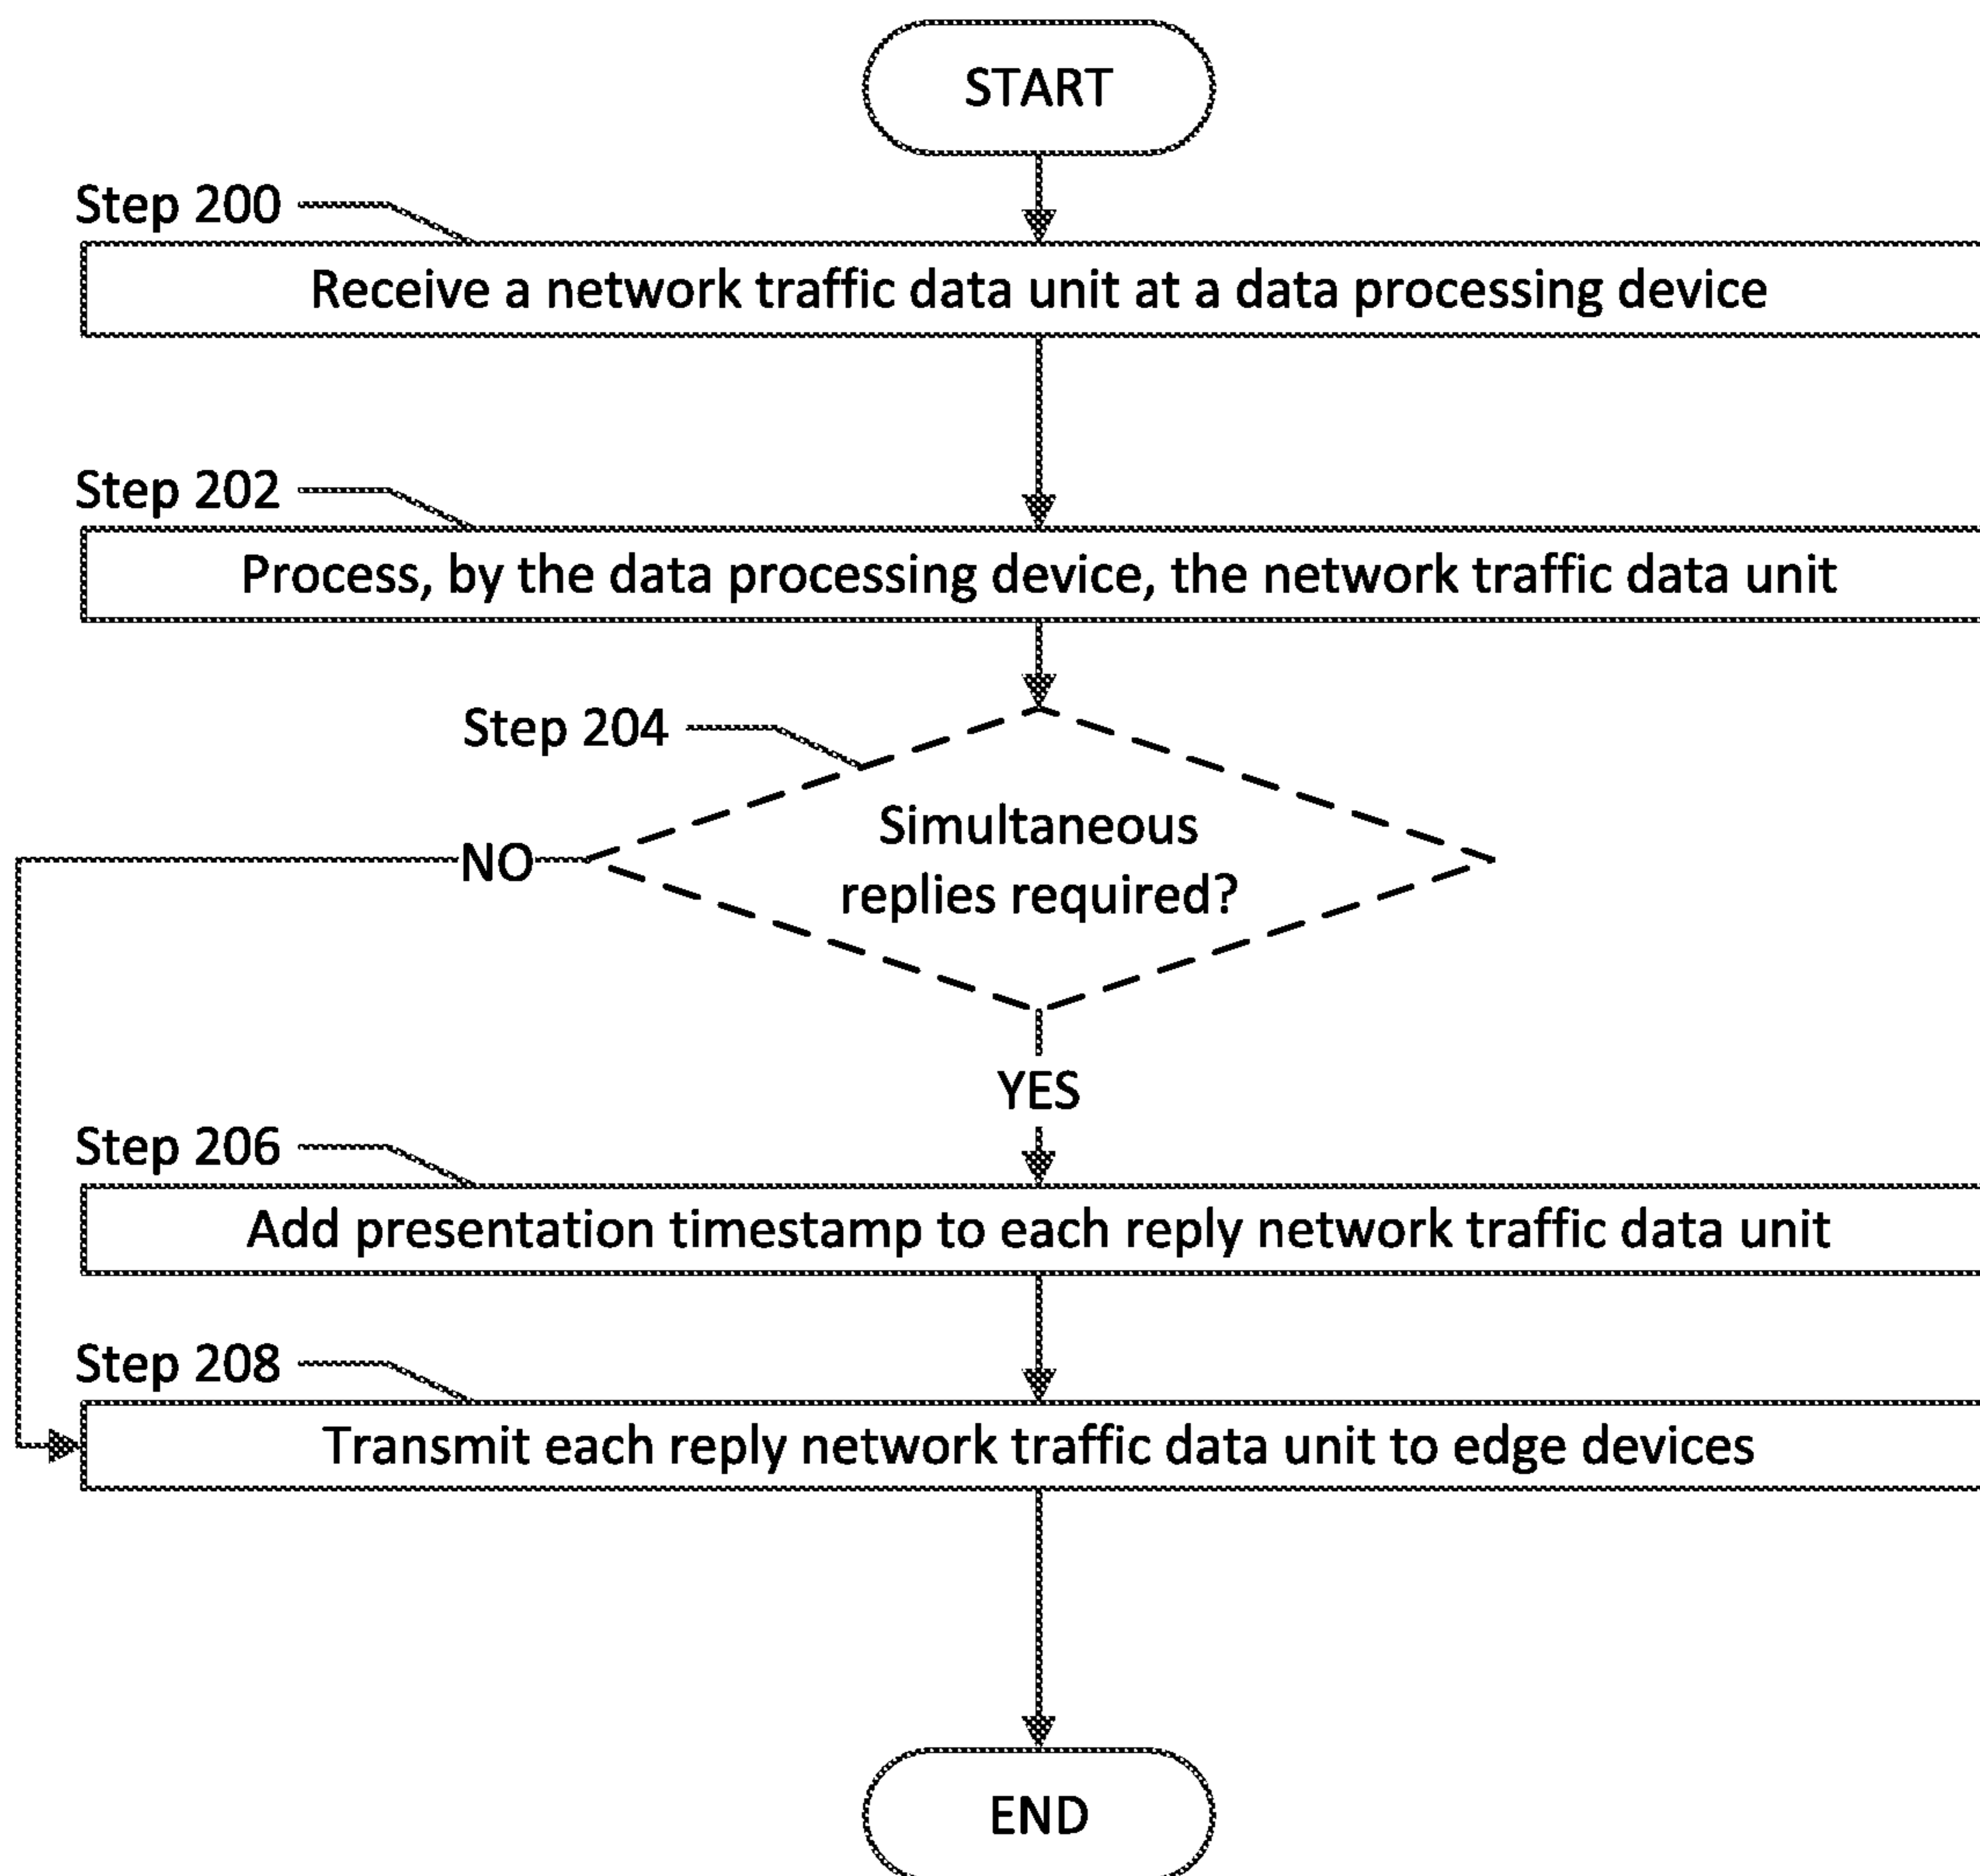 START
Step 200
Receive a network traffic data unit at a data processing device
Step 202
Process, by the data processing device, the network traffic data unit
Step 204
Simultaneous
replies required?
NO
YES
Step 206
Add presentation timestamp to each reply network traffic data unit
Step 208
Transmit each reply network traffic data unit to edge devices
END